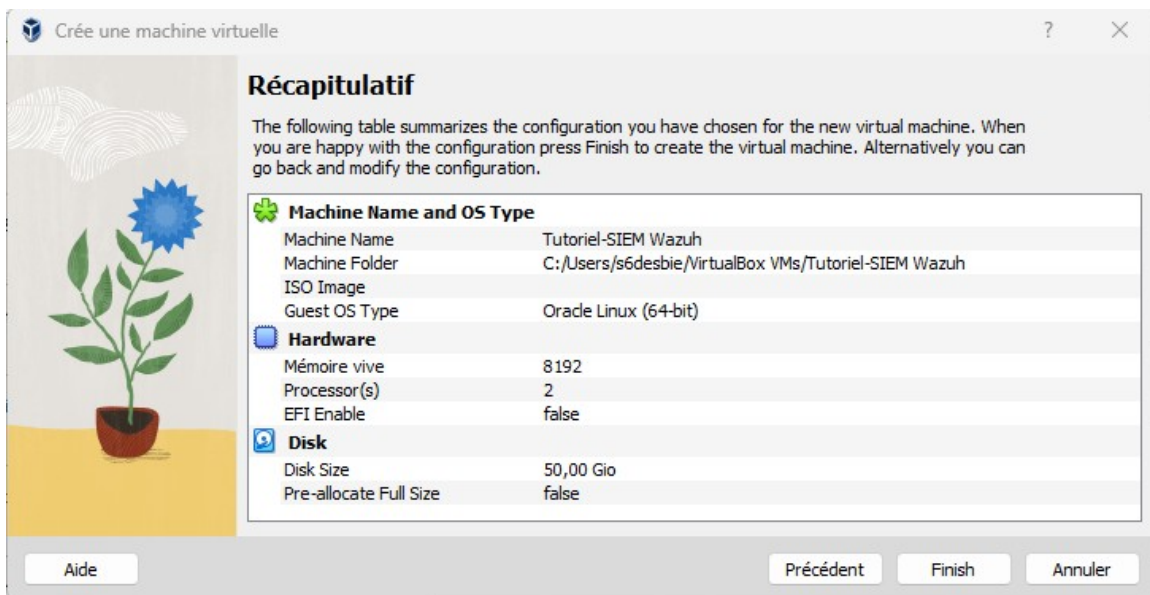 Crée une machine virtuelle
?
Récapitulatif
The following table summarizes the configuration you have chosen for the new virtual machine. When
you are happy with the configuration press Finish to create the virtual machine. Alternatively you can
go back and modify the configuration.
Machine Name and OS Type
Machine Name Tutoriel-SIEM Wazuh
Machine Folder C:/Users/s6desbie/VirtualBox VMs/Tutoriel-SIEM Wazuh
ISO Image
Guest OS Type Oracle Linux (64-bit)
Hardware
Mémoire vive 8192
Processor(s) 2
EFI Enable false
Disk
Disk Size 50,00 Gio
Pre-allocate Full Size false
Aide Précédent Finish Annuler